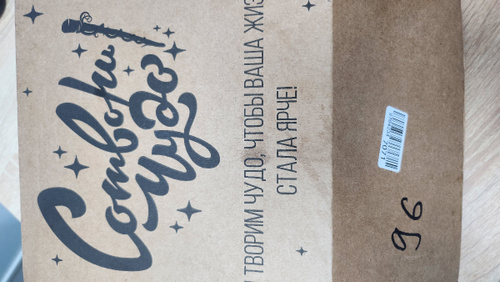 Сотвори
Чудо
ТВОРИМ ЧУДО, ЧТОБЫ ВАША
СТАЛА ЯРЧЕ!
96